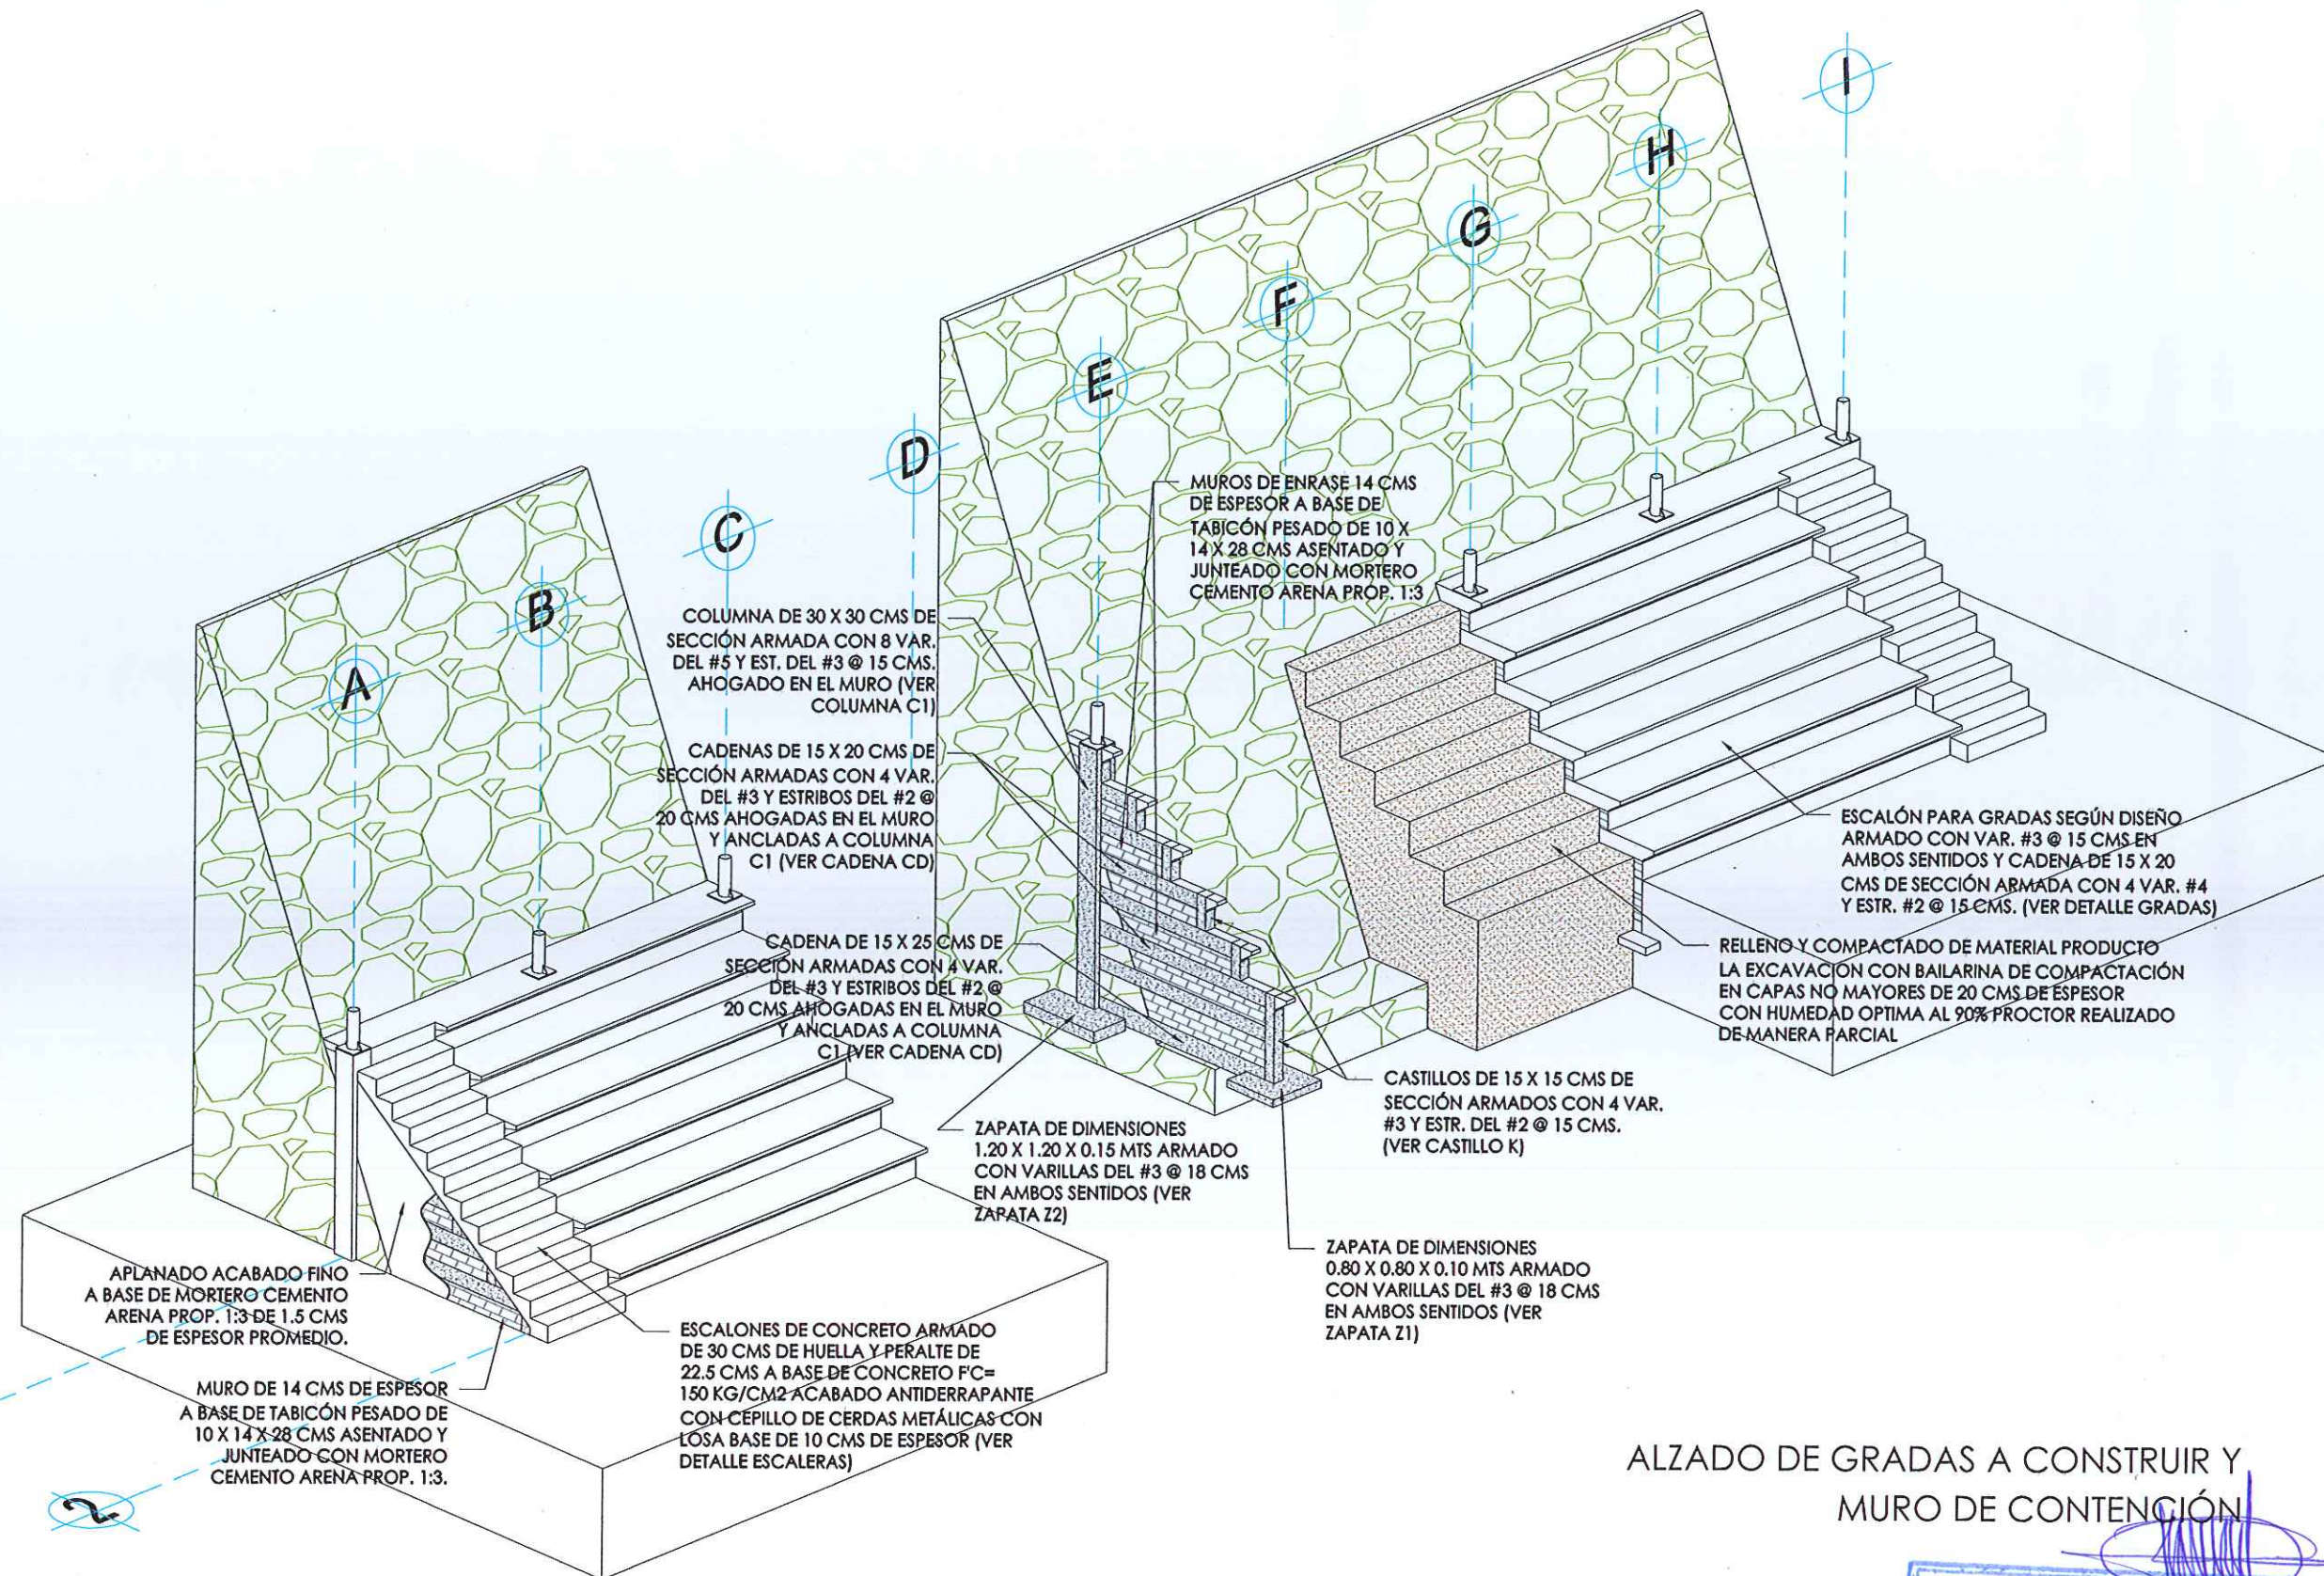 I
H
G
F
E
D
C
B
A
MUROS DE ENRASE 14 CMS
DE ESPESOR A BASE DE
TABICÓN PESADO DE 10 X
14 X 28 CMS ASENTADO Y
JUNTEADO CON MORTERO
CEMENTO ARENA PROP. 1:3
COLUMNA DE 30 X 30 CMS DE
SECCIÓN ARMADA CON 8 VAR.
DEL #5 Y EST. DEL #3 @ 15 CMS.
AHOGADO EN EL MURO (VER
COLUMNA C1)
CADENAS DE 15 X 20 CMS DE
SECCIÓN ARMADAS CON 4 VAR.
DEL #3 Y ESTRIBOS DEL #2 @
20 CMS AHOGADAS EN EL MURO
Y ANCLADAS A COLUMNA
C1 (VER CADENA CD)
CADENA DE 15 X 25 CMS DE
SECCIÓN ARMADAS CON 4 VAR.
DEL #3 Y ESTRIBOS DEL #2 @
20 CMS AHOGADAS EN EL MURO
Y ANCLADAS A COLUMNA
C1 (VER CADENA CD)
ESCALÓN PARA GRADAS SEGÚN DISEÑO
ARMADO CON VAR. #3 @ 15 CMS EN
AMBOS SENTIDOS Y CADENA DE 15 X 20
CMS DE SECCIÓN ARMADA CON 4 VAR. #4
Y ESTR. #2 @ 15 CMS. (VER DETALLE GRADAS)
RELLENO Y COMPACTADO DE MATERIAL PRODUCTO
LA EXCAVACION CON BAILARINA DE COMPACTACIÓN
EN CAPAS NO MAYORES DE 20 CMS DE ESPESOR
CON HUMEDAD OPTIMA AL 90% PROCTOR REALIZADO
DE MANERA PARCIAL
CASTILLOS DE 15 X 15 CMS DE
SECCIÓN ARMADOS CON 4 VAR.
#3 Y ESTR. DEL #2 @ 15 CMS.
(VER CASTILLO K)
ZAPATA DE DIMENSIONES
1.20 X 1.20 X 0.15 MTS ARMADO
CON VARILLAS DEL #3 @ 18 CMS
EN AMBOS SENTIDOS (VER
ZAPATA Z2)
ZAPATA DE DIMENSIONES
0.80 X 0.80 X 0.10 MTS ARMADO
CON VARILLAS DEL #3 @ 18 CMS
EN AMBOS SENTIDOS (VER
ZAPATA Z1)
APLANADO ACABADO FINO
A BASE DE MORTERO CEMENTO
ARENA PROP. 1:3 DE 1.5 CMS
DE ESPESOR PROMEDIO.
ESCALONES DE CONCRETO ARMADO
DE 30 CMS DE HUELLA Y PERALTE DE
22.5 CMS A BASE DE CONCRETO F'C=
150 KG/CM2 ACABADO ANTIDERRAPANTE
CON CEPILLO DE CERDAS METÁLICAS CON
LOSA BASE DE 10 CMS DE ESPESOR (VER
DETALLE ESCALERAS)
MURO DE 14 CMS DE ESPESOR
A BASE DE TABICÓN PESADO DE
10 X 14 X 28 CMS ASENTADO Y
JUNTEADO CON MORTERO
CEMENTO ARENA PROP. 1:3.
2
ALZADO DE GRADAS A CONSTRUIR Y
MURO DE CONTENCIÓN